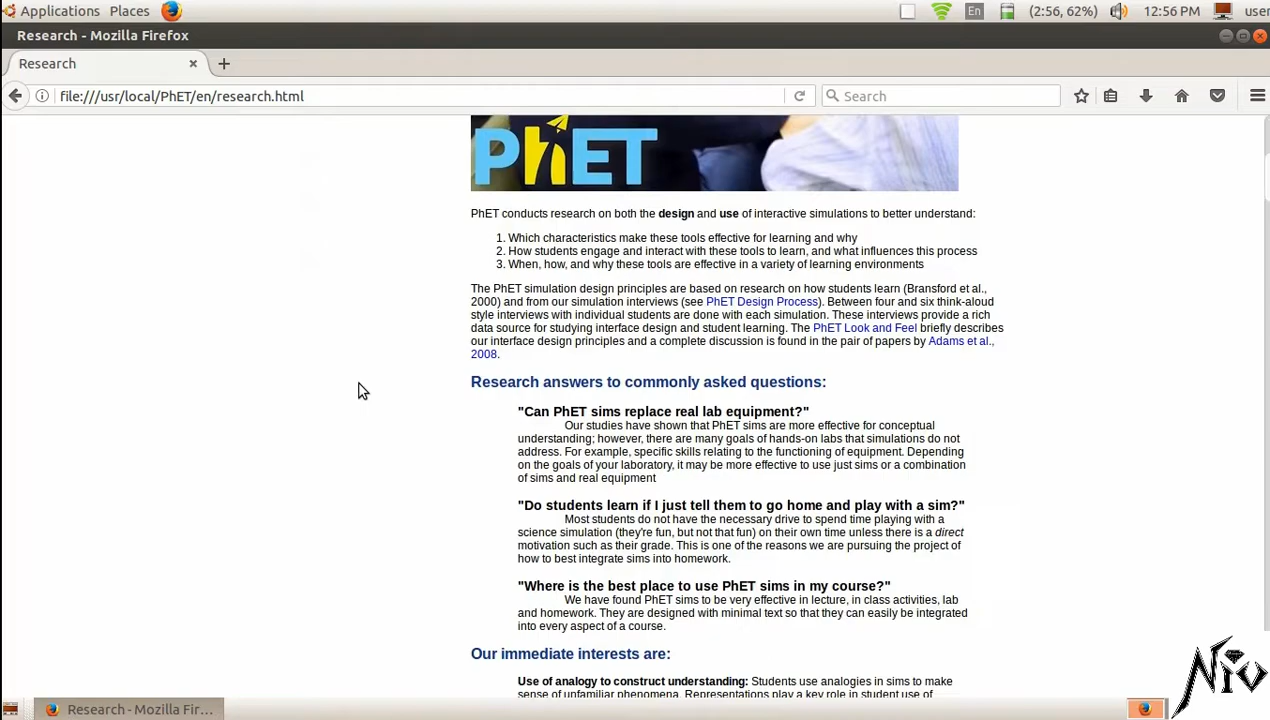 Applications Places En (2:56, 62%) 12:56 PM user
Research - Mozilla Firefox
Research
file:///usr/local/PhET/en/research.html Search
PhET
PhET conducts research on both the design and use of interactive simulations to better understand:
1. Which characteristics make these tools effective for learning and why
2. How students engage and interact with these tools to learn, and what influences this process
3. When, how, and why these tools are effective in a variety of learning environments
The PhET simulation design principles are based on research on how students learn (Bransford et al.,
2000) and from our simulation interviews (see PhET Design Process). Between four and six think-aloud
style interviews with individual students are done with each simulation. These interviews provide a rich
data source for studying interface design and student learning. The PhET Look and Feel briefly describes
our interface design principles and a complete discussion is found in the pair of papers by Adams et al.,
2008.
Research answers to commonly asked questions:
"Can PhET sims replace real lab equipment?"
Our studies have shown that PhET sims are more effective for conceptual
understanding; however, there are many goals of hands-on labs that simulations do not
address. For example, specific skills relating to the functioning of equipment. Depending
on the goals of your laboratory, it may be more effective to use just sims or a combination
of sims and real equipment
"Do students learn if I just tell them to go home and play with a sim?"
Most students do not have the necessary drive to spend time playing with a
science simulation (they're fun, but not that fun) on their own time unless there is a direct
motivation such as their grade. This is one of the reasons we are pursuing the project of
how to best integrate sims into homework.
"Where is the best place to use PhET sims in my course?"
We have found PhET sims to be very effective in lecture, in class activities, lab
and homework. They are designed with minimal text so that they can easily be integrated
into every aspect of a course.
Our immediate interests are:
Use of analogy to construct understanding: Students use analogies in sims to make
sense of unfamiliar phenomena. Representations play a key role in student use of
Niv
Research - Mozilla Fir...